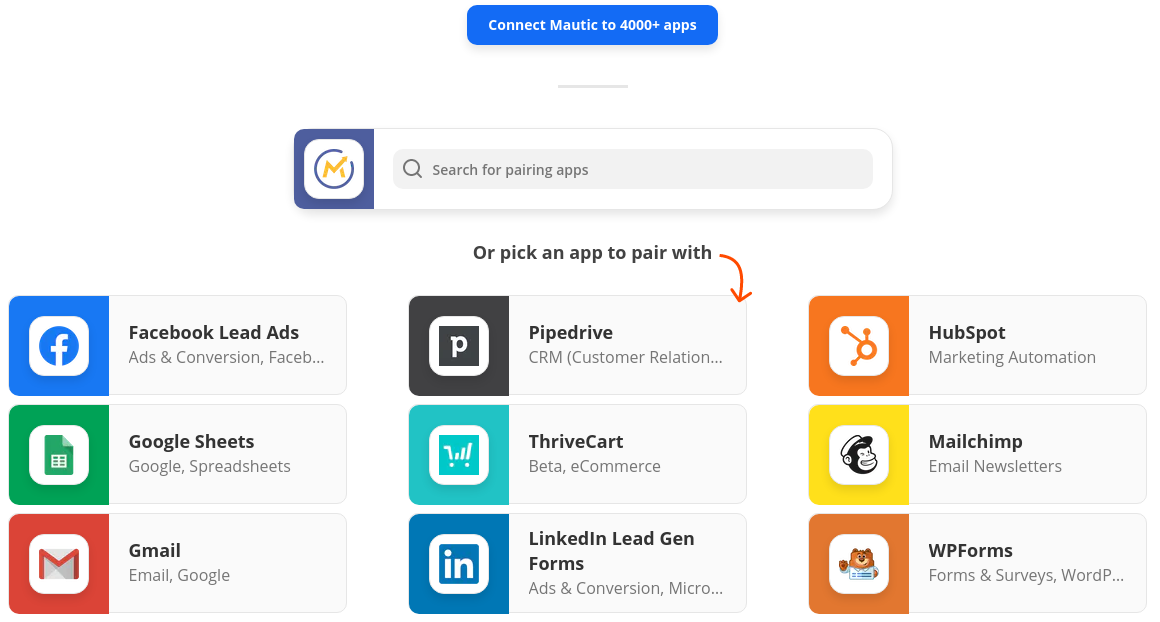 Connect Mautic to 4000+ apps
Search for pairing apps
Or pick an app to pair with
Facebook Lead Ads
Ads & Conversion, Faceb...
Pipedrive
CRM (Customer Relation...
HubSpot
Marketing Automation
Google Sheets
Google, Spreadsheets
ThriveCart
Beta, eCommerce
Mailchimp
Email Newsletters
Gmail
Email, Google
LinkedIn Lead Gen
Forms
Ads & Conversion, Micro...
WPForms
Forms & Surveys, WordP...